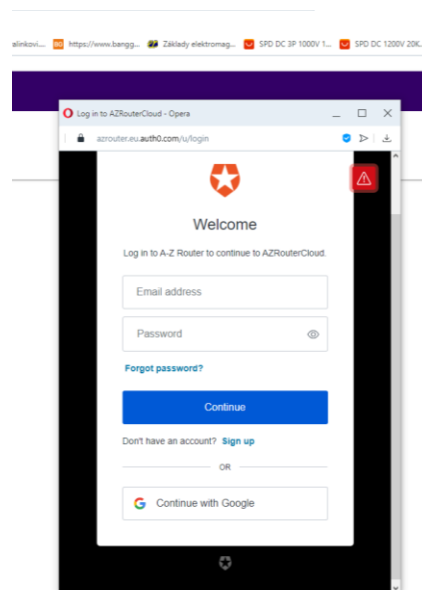 alinkovi... BG https://www.bangg... Základy elektromag... SPD DC 3P 1000V 1... SPD DC 1200V 20K.
Log in to AZRouterCloud - Opera
azrouter.eu.auth0.com/u/login
Welcome
Log in to A-Z Router to continue to AZRouterCloud.
Email address
Password
Forgot password?
Continue
Don't have an account? Sign up
OR
Continue with Google